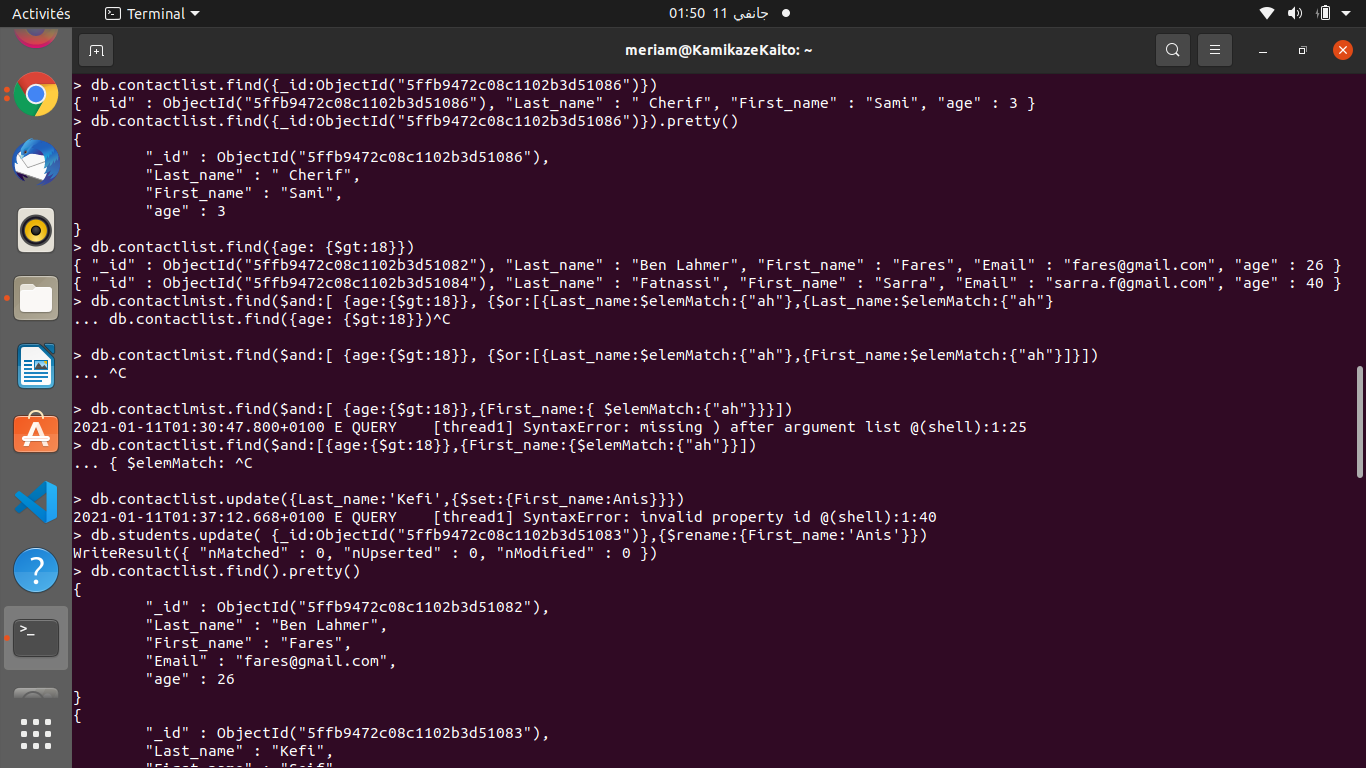 Activités
Terminal
01:50 11 جانفي
meriam@KamikazeKaito: ~
> db.contactlist.find({_id:ObjectId("5ffb9472c08c1102b3d51086")})
{ "_id" : ObjectId("5ffb9472c08c1102b3d51086"), "Last_name" : " Cherif", "First_name" : "Sami", "age" : 3 }
> db.contactlist.find({_id:ObjectId("5ffb9472c08c1102b3d51086")}).pretty()
{
"_id" : ObjectId("5ffb9472c08c1102b3d51086"),
"Last_name" : " Cherif",
"First_name" : "Sami",
"age" : 3
}
> db.contactlist.find({age: {$gt:18}})
{ "_id" : ObjectId("5ffb9472c08c1102b3d51082"), "Last_name" : "Ben Lahmer", "First_name" : "Fares", "Email" : "fares@gmail.com", "age" : 26 }
{ "_id" : ObjectId("5ffb9472c08c1102b3d51084"), "Last_name" : "Fatnassi", "First_name" : "Sarra", "Email" : "sarra.f@gmail.com", "age" : 40 }
> db.contactlmist.find($and:[ {age:{$gt:18}}, {$or:[{Last_name:$elemMatch:{"ah"},{Last_name:$elemMatch:{"ah"}
... db.contactlist.find({age: {$gt:18}})^C

> db.contactlmist.find($and:[ {age:{$gt:18}}, {$or:[{Last_name:$elemMatch:{"ah"},{First_name:$elemMatch:{"ah"}]}])
... ^C

> db.contactlmist.find($and:[ {age:{$gt:18}},{First_name:{ $elemMatch:{"ah"}}}])
2021-01-11T01:30:47.800+0100 E QUERY    [thread1] SyntaxError: missing ) after argument list @(shell):1:25
> db.contactlist.find($and:[{age:{$gt:18}},{First_name:{$elemMatch:{"ah"}}])
... { $elemMatch: ^C

> db.contactlist.update({Last_name:'Kefi',{$set:{First_name:Anis}}})
2021-01-11T01:37:12.668+0100 E QUERY    [thread1] SyntaxError: invalid property id @(shell):1:40
> db.students.update( {_id:ObjectId("5ffb9472c08c1102b3d51083")},{$rename:{First_name:'Anis'}})
WriteResult({ "nMatched" : 0, "nUpserted" : 0, "nModified" : 0 })
> db.contactlist.find().pretty()
{
"_id" : ObjectId("5ffb9472c08c1102b3d51082"),
"Last_name" : "Ben Lahmer",
"First_name" : "Fares",
"Email" : "fares@gmail.com",
"age" : 26
}
{
"_id" : ObjectId("5ffb9472c08c1102b3d51083"),
"Last_name" : "Kefi",